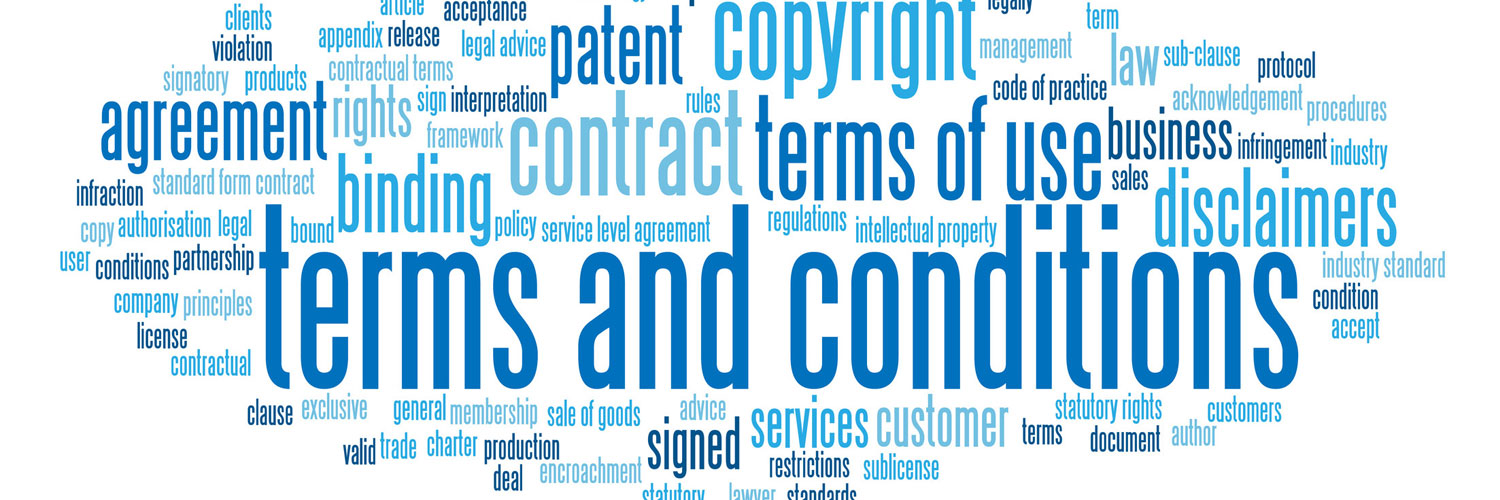 clients
article
acceptance
legally
term
violation
appendix
release
legal advice
patent
copyright
management
law
sub-clause
protocol
signatory
products
contractual terms
code of practice
acknowledgement
procedures
agreement
rights
sign
interpretation
rules
framework
contract
terms of use
business
infringement
industry
infraction
standard form contract
binding
sales
disclaimers
copy
authorisation
legal
bound
policy
service level agreement
regulations
intellectual property
user
conditions
partnership
terms and conditions
industry standard
company
principles
condition
license
accept
contractual
clause
exclusive
general
membership
sale of goods
advice
services
customer
statutory rights
customers
valid
trade
charter
production
signed
terms
document
author
deal
encroachment
restrictions
sublicense
statutory
lawyer
standards